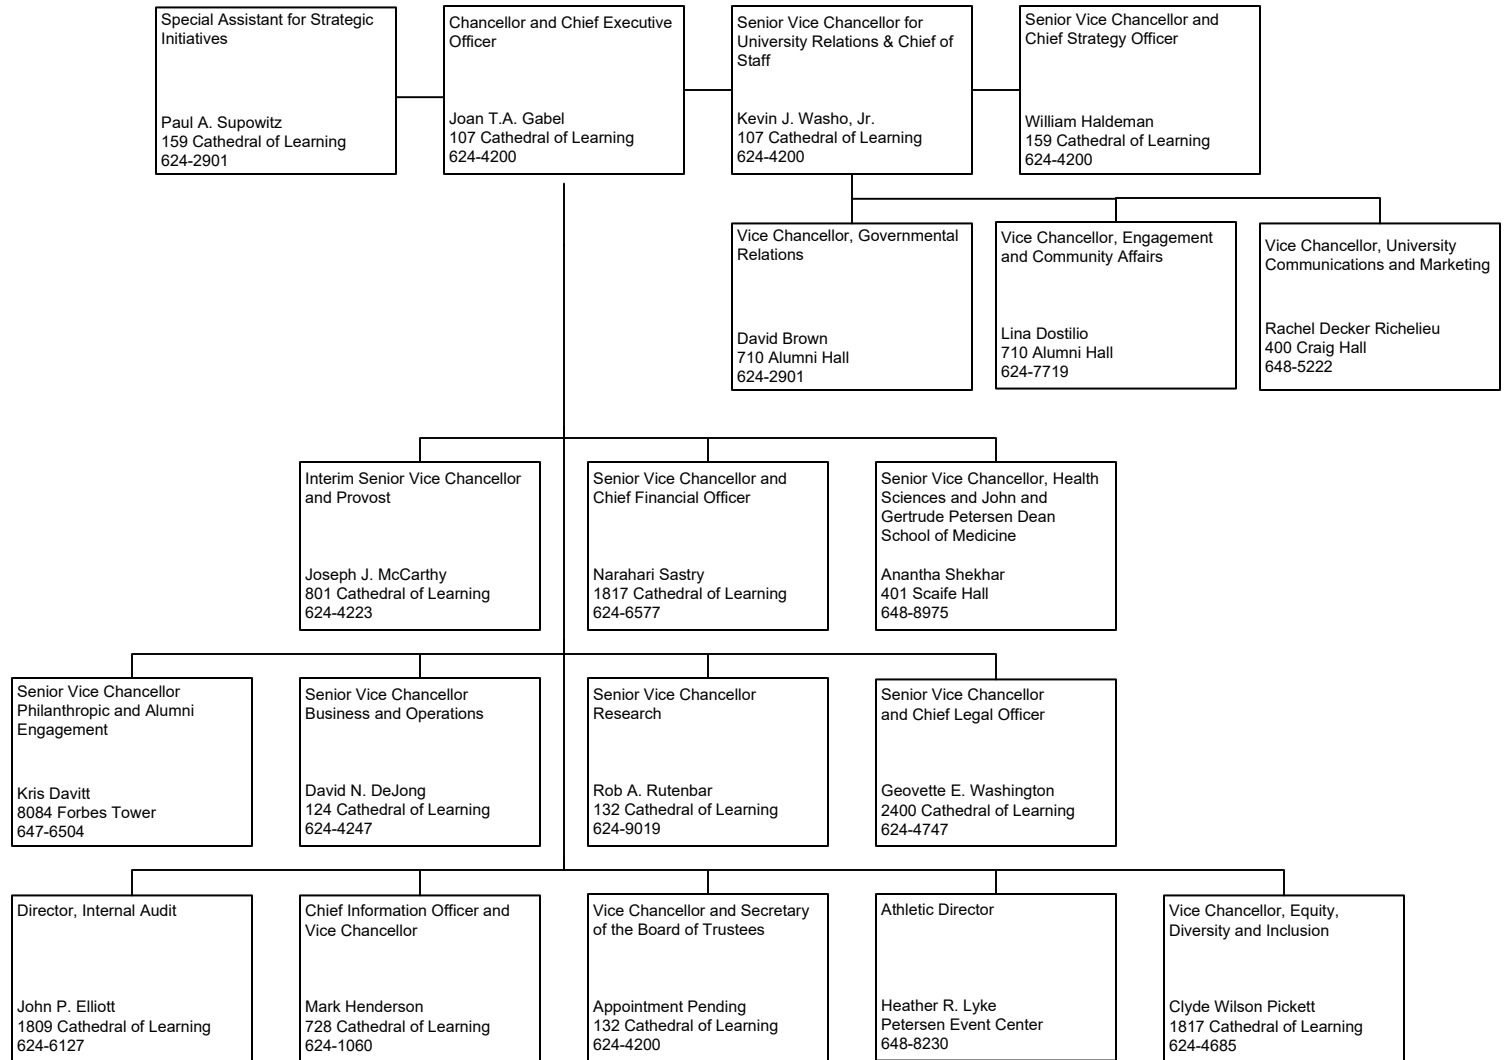 Special Assistant for Strategic
Initiatives
Paul A. Supowitz
159 Cathedral of Learning
624-2901
Chancellor and Chief Executive
Officer
Joan T.A. Gabel
107 Cathedral of Learning
624-4200
Senior Vice Chancellor for
University Relations & Chief of
Staff
Kevin J. Washo, Jr.
107 Cathedral of Learning
624-4200
Senior Vice Chancellor and
Chief Strategy Officer
William Haldeman
159 Cathedral of Learning
624-4200
Vice Chancellor, Governmental
Relations
David Brown
710 Alumni Hall
624-2901
Vice Chancellor, Engagement
and Community Affairs
Lina Dostilio
710 Alumni Hall
624-7719
Vice Chancellor, University
Communications and Marketing
Rachel Decker Richelieu
400 Craig Hall
648-5222
Interim Senior Vice Chancellor
and Provost
Joseph J. McCarthy
801 Cathedral of Learning
624-4223
Senior Vice Chancellor and
Chief Financial Officer
Narahari Sastry
1817 Cathedral of Learning
624-6577
Senior Vice Chancellor, Health
Sciences and John and
Gertrude Petersen Dean
School of Medicine
Anantha Shekhar
401 Scaife Hall
648-8975
Senior Vice Chancellor
Philanthropic and Alumni
Engagement
Kris Davitt
8084 Forbes Tower
647-6504
Senior Vice Chancellor
Business and Operations
David N. DeJong
124 Cathedral of Learning
624-4247
Senior Vice Chancellor
Research
Rob A. Rutenbar
132 Cathedral of Learning
624-9019
Senior Vice Chancellor
and Chief Legal Officer
Geovette E. Washington
2400 Cathedral of Learning
624-4747
Director, Internal Audit
John P. Elliott
1809 Cathedral of Learning
624-6127
Chief Information Officer and
Vice Chancellor
Mark Henderson
728 Cathedral of Learning
624-1060
Vice Chancellor and Secretary
of the Board of Trustees
Appointment Pending
132 Cathedral of Learning
624-4200
Athletic Director
Heather R. Lyke
Petersen Event Center
648-8230
Vice Chancellor, Equity,
Diversity and Inclusion
Clyde Wilson Pickett
1817 Cathedral of Learning
624-4685